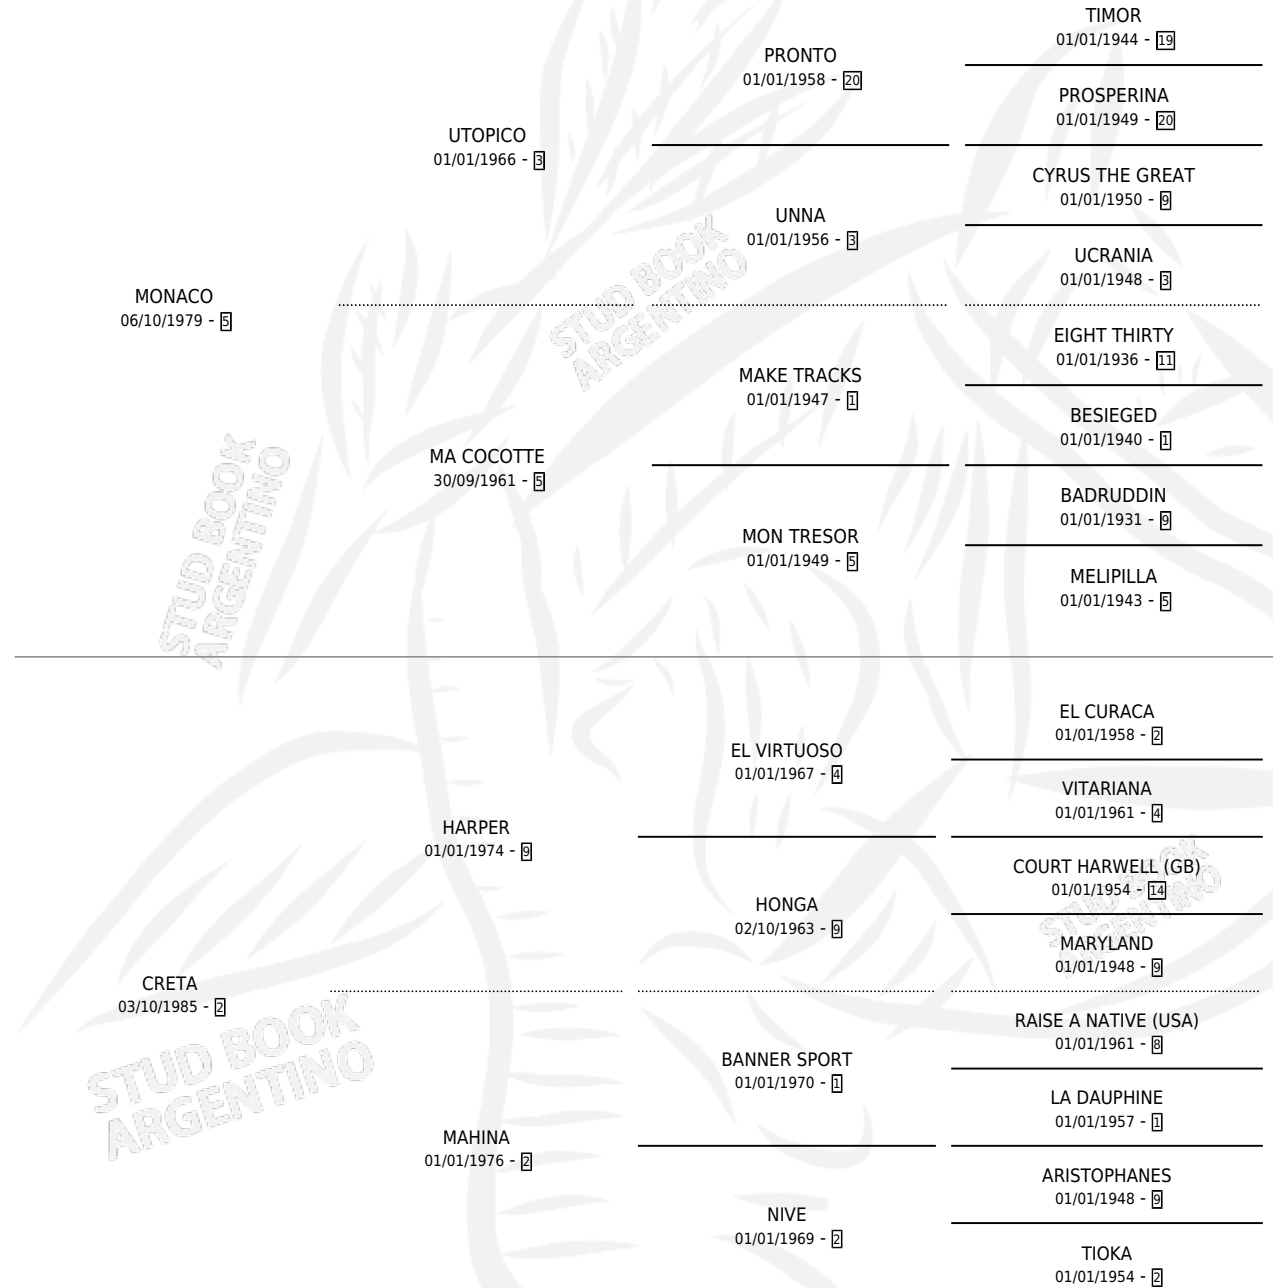 TIMOR
01/01/1944 - 19
PRONTO
01/01/1958 - 20
PROSPERINA
01/01/1949 - 20
UTOPICO
01/01/1966 - 3
CYRUS THE GREAT
01/01/1950 - 9
UNNA
01/01/1956 - 3
UCRANIA
01/01/1948 - 3
MONACO
06/10/1979 - 5
STUD BOOK
ARGENTINO
EIGHT THIRTY
01/01/1936 - 11
MAKE TRACKS
01/01/1947 - 1
BESIEGED
01/01/1940 - 1
MA COCOTTE
30/09/1961 - 5
BADRUDDIN
01/01/1931 - 9
MON TRESOR
01/01/1949 - 5
MELIPILLA
01/01/1943 - 5
STUD BOOK
ARGENTINO
EL CURACA
01/01/1958 - 2
EL VIRTUOSO
01/01/1967 - 4
VITARIANA
01/01/1961 - 4
HARPER
01/01/1974 - 9
COURT HARWELL (GB)
01/01/1954 - 14
HONGA
02/10/1963 - 9
MARYLAND
01/01/1948 - 9
STUD BOOK
ARGENTINO
CRETA
03/10/1985 - 2
RAISE A NATIVE (USA)
01/01/1961 - 8
BANNER SPORT
01/01/1970 - 1
LA DAUPHINE
01/01/1957 - 1
STUD BOOK
ARGENTINO
MAHINA
01/01/1976 - 2
ARISTOPHANES
01/01/1948 - 9
NIVE
01/01/1969 - 2
TIOKA
01/01/1954 - 2